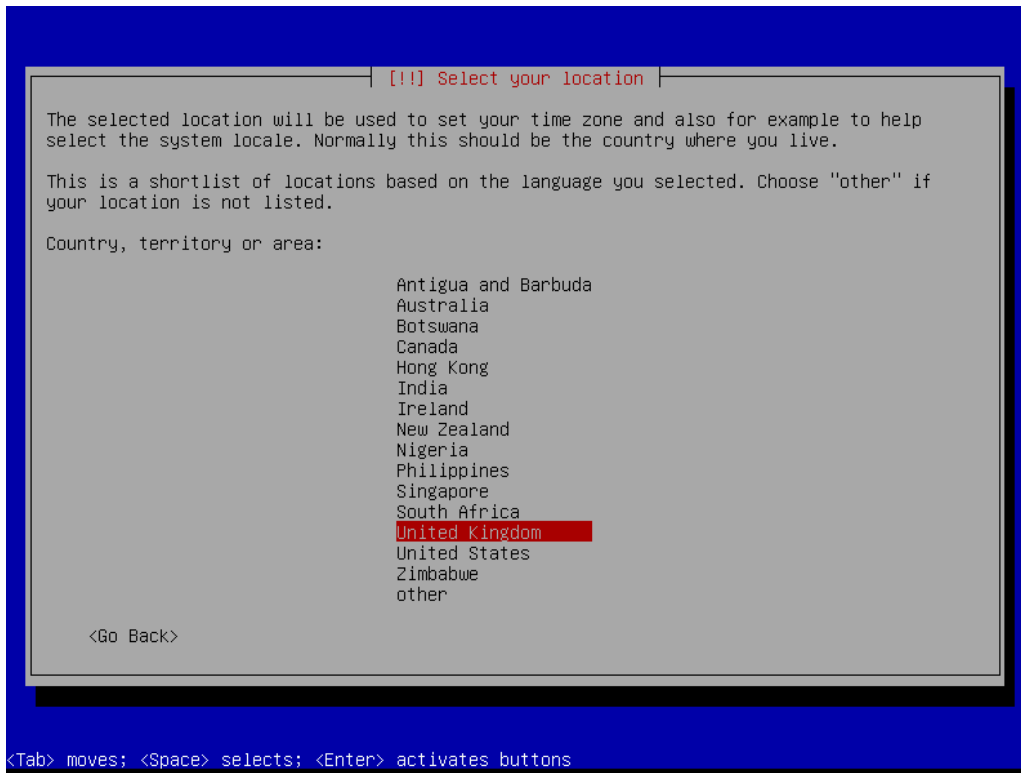 [!!] Select your location
The selected location will be used to set your time zone and also for example to help
select the system locale. Normally this should be the country where you live.
This is a shortlist of locations based on the language you selected. Choose "other" if
your location is not listed.
Country, territory or area:
Antigua and Barbuda
Australia
Botswana
Canada
Hong Kong
India
Ireland
New Zealand
Nigeria
Philippines
Singapore
South Africa
United Kingdom
United States
Zimbabwe
other
<Go Back>
<Tab> moves; <Space> selects; <Enter> activates buttons